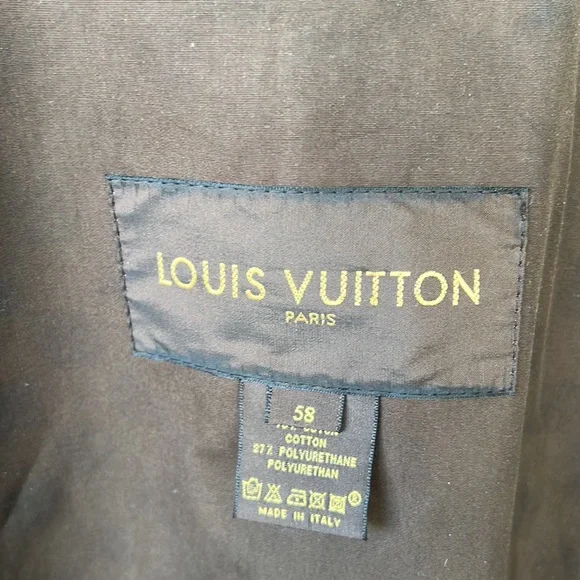 LOUIS VUITTON
PARIS
58
COTTON
27% POLYURETHANE
POLYURETHAN
®
MADE IN ITALY